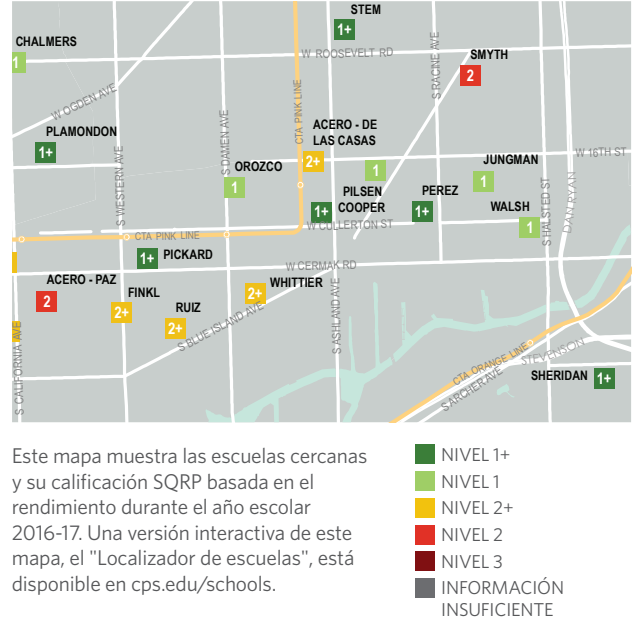 STEM
1+
CHALMERS
1
W ROOSEVELT RD
S RACINE AVE
SMYTH
2
W OGDEN AVE
CTA PINK LINE
PLAMONDON
1+
S WESTERN AVE
S DAMEN AVE
ACERO - DE
LAS CASAS
2+
W 16TH ST
OROZCO
1
1
PILSEN
COOPER
1+
PEREZ
1+
JUNGMAN
1
WALSH
1
S HALSTED ST
DAN RYAN
W CULLERTON ST
CTA PINK LINE
1+
PICKARD
W CERMAK RD
ACERO - PAZ
2
FINKL
2+
RUIZ
2+
WHITTIER
2+
S BLUE ISLAND AVE
S ASHLAND AVE
S CALIFORNIA AVE
CTA ORANGE LINE
STEVENSON
S ARCHER AVE
SHERIDAN
1+
Este mapa muestra las escuelas cercanas
y su calificación SQRP basada en el
rendimiento durante el año escolar
2016-17. Una versión interactiva de este
mapa, el "Localizador de escuelas", está
disponible en cps.edu/schools.
NIVEL 1+
NIVEL 1
NIVEL 2+
NIVEL 2
NIVEL 3
INFORMACIÓN
INSUFICIENTE